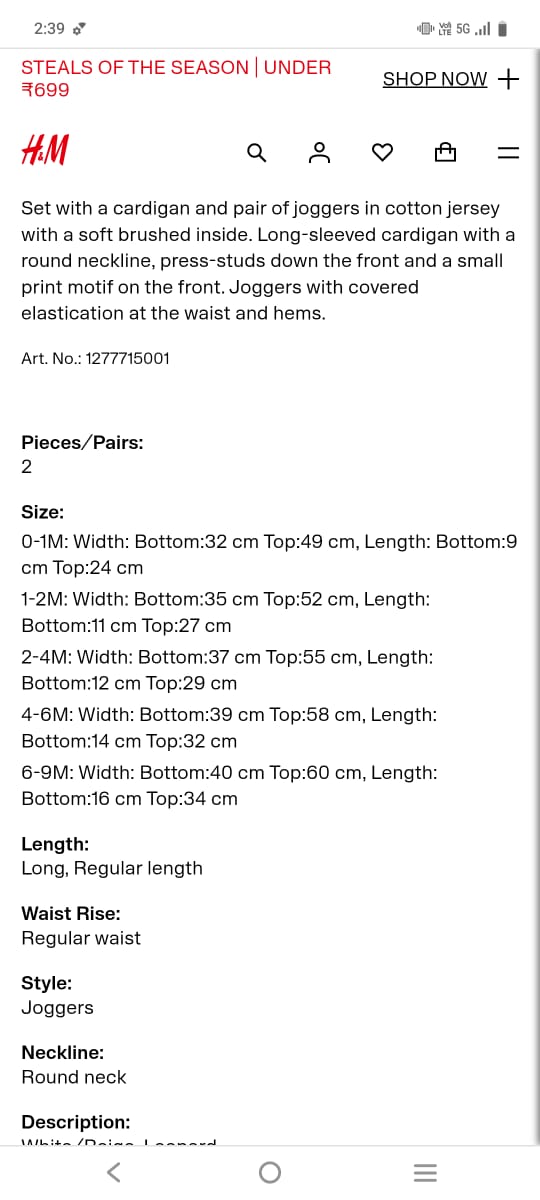 2:39
Vo) LTE 5G
STEALS OF THE SEASON | UNDER
₹699
SHOP NOW
H&M
Set with a cardigan and pair of joggers in cotton jersey
with a soft brushed inside. Long-sleeved cardigan with a
round neckline, press-studs down the front and a small
print motif on the front. Joggers with covered
elastication at the waist and hems.
Art. No.: 1277715001
Pieces/Pairs:
2
Size:
0-1M: Width: Bottom:32 cm Top:49 cm, Length: Bottom:9
cm Top:24 cm
1-2M: Width: Bottom:35 cm Top:52 cm, Length:
Bottom:11 cm Top:27 cm
2-4M: Width: Bottom:37 cm Top:55 cm, Length:
Bottom:12 cm Top:29 cm
4-6M: Width: Bottom:39 cm Top:58 cm, Length:
Bottom:14 cm Top:32 cm
6-9M: Width: Bottom:40 cm Top:60 cm, Length:
Bottom:16 cm Top:34 cm
Length:
Long, Regular length
Waist Rise:
Regular waist
Style:
Joggers
Neckline:
Round neck
Description:
White/Beige, Leopard